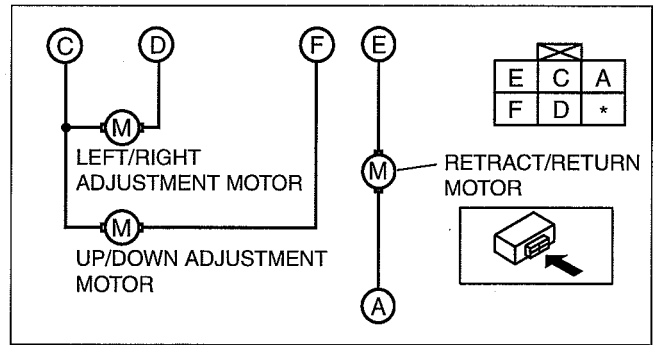 C D F E
E C A
F D *
M
LEFT/RIGHT
ADJUSTMENT MOTOR
M
RETRACT/RETURN
MOTOR
M
UP/DOWN ADJUSTMENT
MOTOR
A